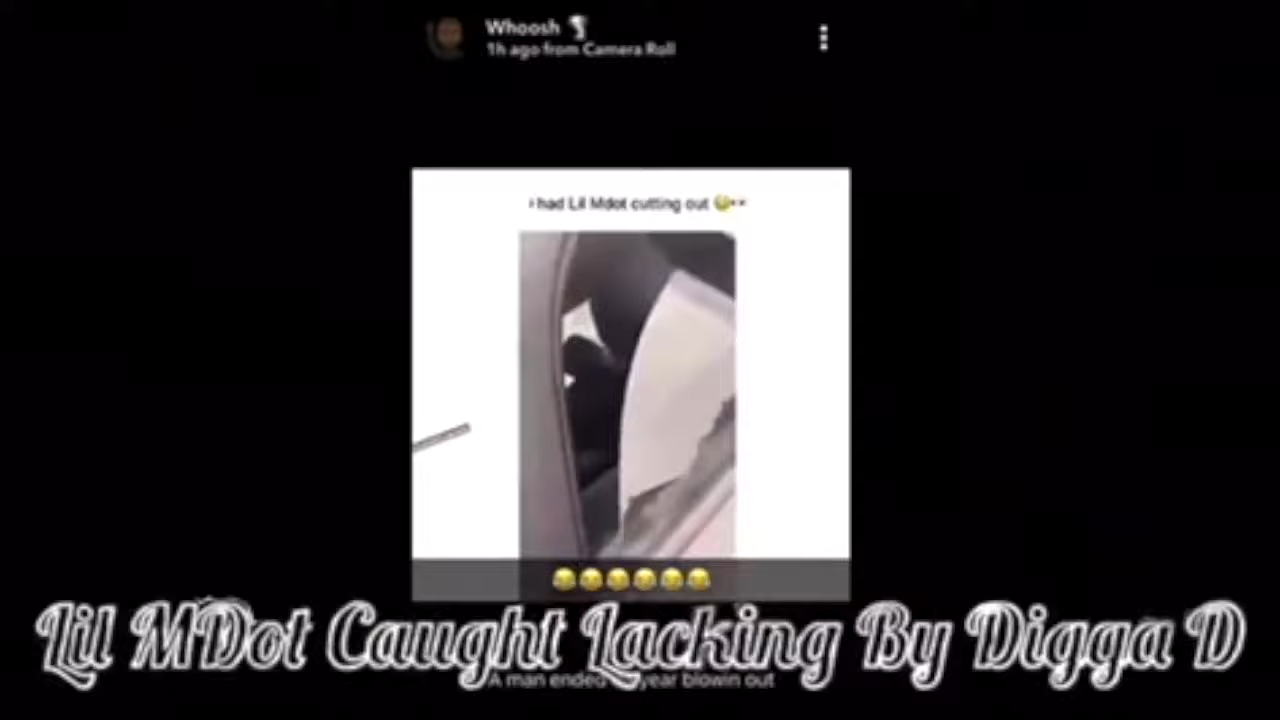 Whoosh 🌪
1h ago from Camera Roll
i had Lil Mdot cutting out 😂👀
😂😂😂😂😂😂
Lil MDot Caught Lacking By Digga D
A man ended year blowin out